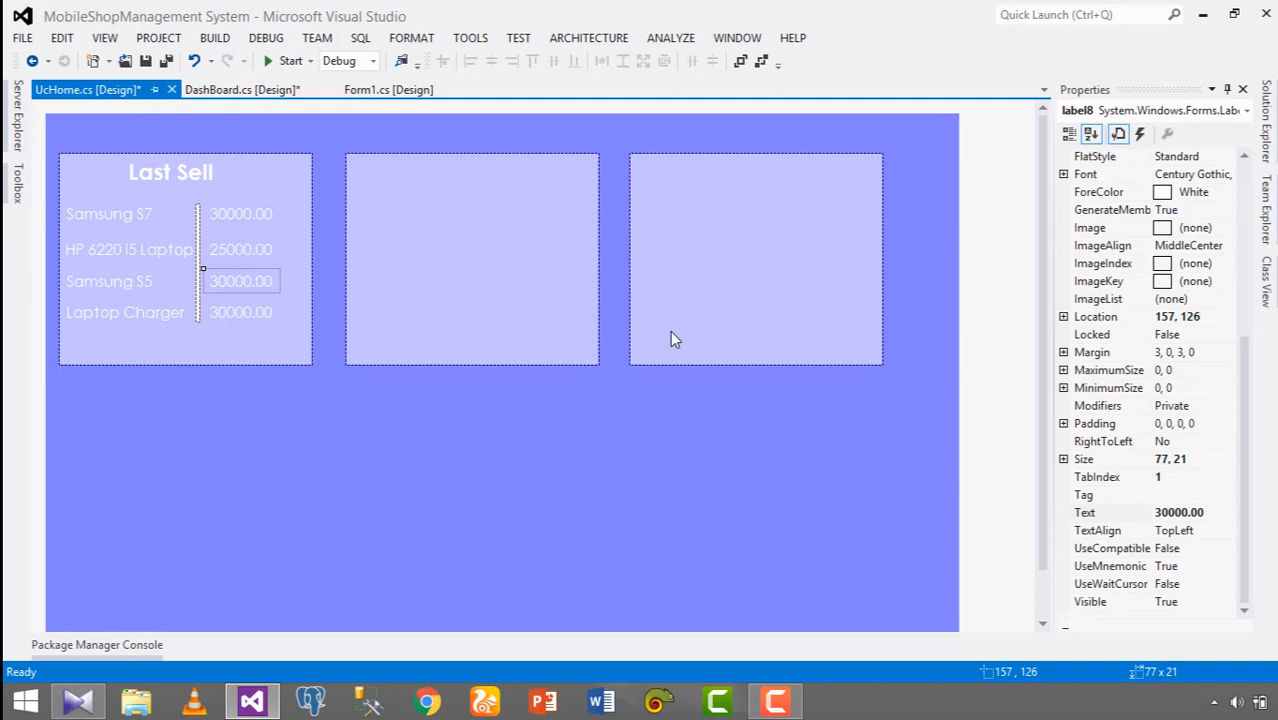 MobileShopManagement System - Microsoft Visual Studio
Quick Launch (Ctrl+Q)
FILE EDIT VIEW PROJECT BUILD DEBUG TEAM SQL FORMAT TOOLS TEST ARCHITECTURE ANALYZE WINDOW HELP
Start Debug
UcHome.cs [Design]* DashBoard.cs [Design]* Form1.cs [Design]
Server Explorer
Toolbox
Last Sell
Samsung S7 30000.00
HP 6220 I5 Laptop 25000.00
Samsung S5 30000.00
Laptop Charger 30000.00
Properties
label8 System.Windows.Forms.Lab
FlatStyle Standard
Font Century Gothic,
ForeColor White
GenerateMemb True
Image (none)
ImageAlign MiddleCenter
ImageIndex (none)
ImageKey (none)
ImageList (none)
Location 157, 126
Locked False
Margin 3, 0, 3, 0
MaximumSize 0, 0
MinimumSize 0, 0
Modifiers Private
Padding 0, 0, 0, 0
RightToLeft No
Size 77, 21
TabIndex 1
Tag
Text 30000.00
TextAlign TopLeft
UseCompatible False
UseMnemonic True
UseWaitCursor False
Visible True
Solution Explorer
Team Explorer
Class View
Package Manager Console
Ready 157, 126 77 x 21